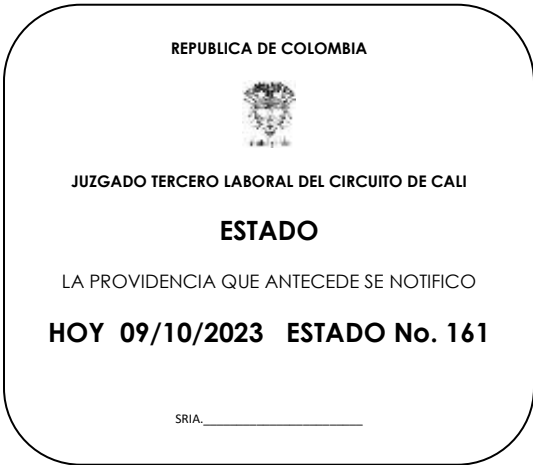 REPUBLICA DE COLOMBIA
JUZGADO TERCERO LABORAL DEL CIRCUITO DE CALI
ESTADO
LA PROVIDENCIA QUE ANTECEDE SE NOTIFICO
HOY 09/10/2023 ESTADO No. 161
SRIA.__________________________